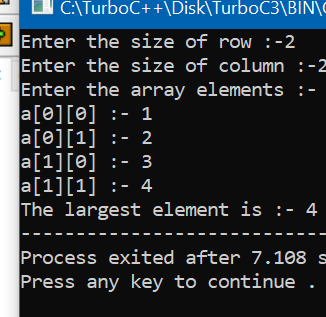 C:\TurboC++\Disk\TurboC3\BIN\
Enter the size of row :-2
Enter the size of column :-2
Enter the array elements :-
a[0][0] :- 1
a[0][1] :- 2
a[1][0] :- 3
a[1][1] :- 4
The largest element is :- 4
--------------------------
Process exited after 7.108 s
Press any key to continue .